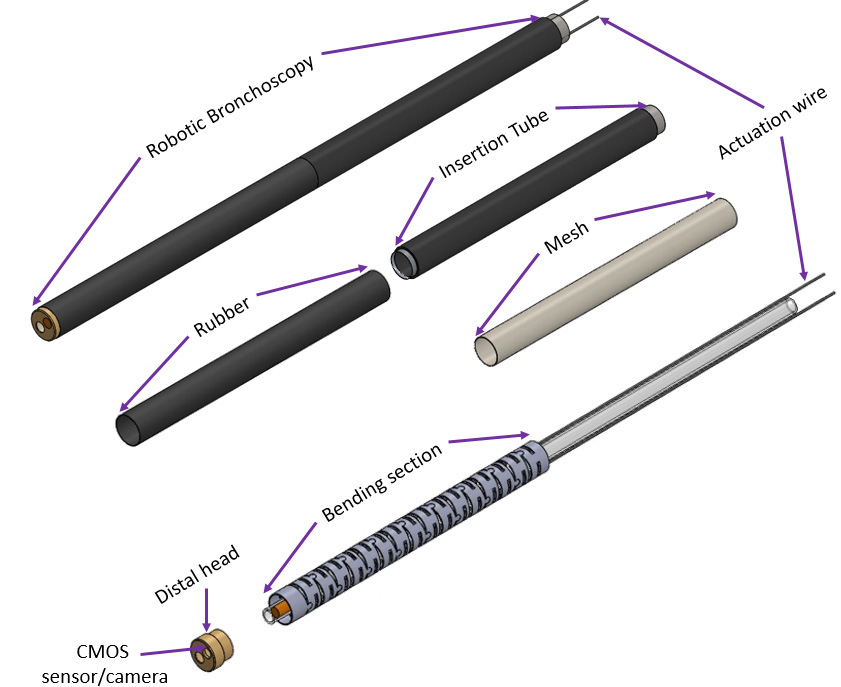 Robotic Bronchoscopy
Insertion Tube
Actuation wire
Mesh
Rubber
Bending section
Distal head
CMOS
sensor/camera